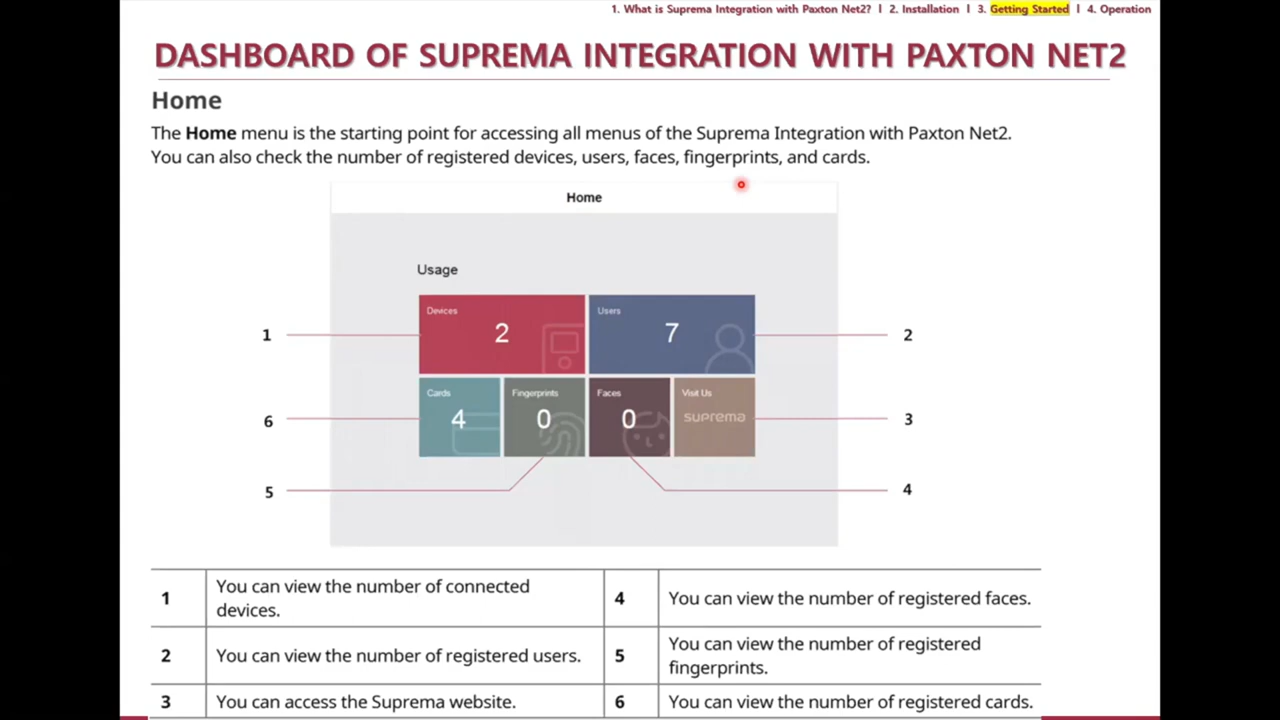 1. What is Suprema Integration with Paxton Net2? I 2. Installation I 3. Getting Started I 4. Operation
DASHBOARD OF SUPREMA INTEGRATION WITH PAXTON NET2
Home
The Home menu is the starting point for accessing all menus of the Suprema Integration with Paxton Net2.
You can also check the number of registered devices, users, faces, fingerprints, and cards.
Home
Usage
Devices
2
Users
7
1
2
Cards
4
Fingerprints
0
Faces
0
Visit Us
suprema
6
3
5
4
1 You can view the number of connected
devices.
4 You can view the number of registered faces.
2 You can view the number of registered users.
5 You can view the number of registered
fingerprints.
3 You can access the Suprema website.
6 You can view the number of registered cards.